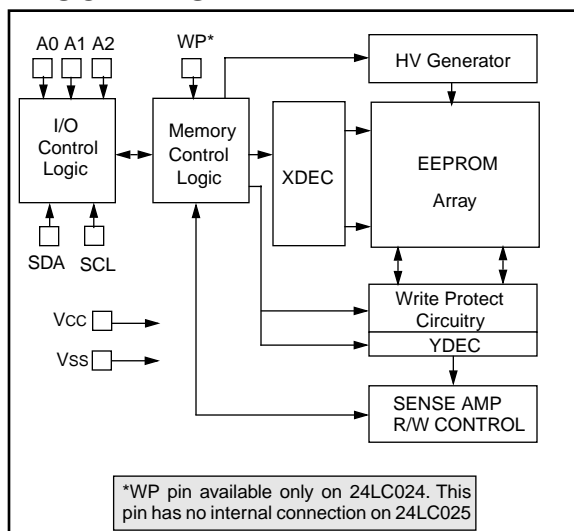 A0 A1 A2
WP*
HV Generator
I/O
Control
Logic
Memory
Control
Logic
XDEC
EEPROM
Array
SDA
SCL
Write Protect
Circuitry
YDEC
VCC
VSS
SENSE AMP
R/W CONTROL
*WP pin available only on 24LC024. This
pin has no internal connection on 24LC025